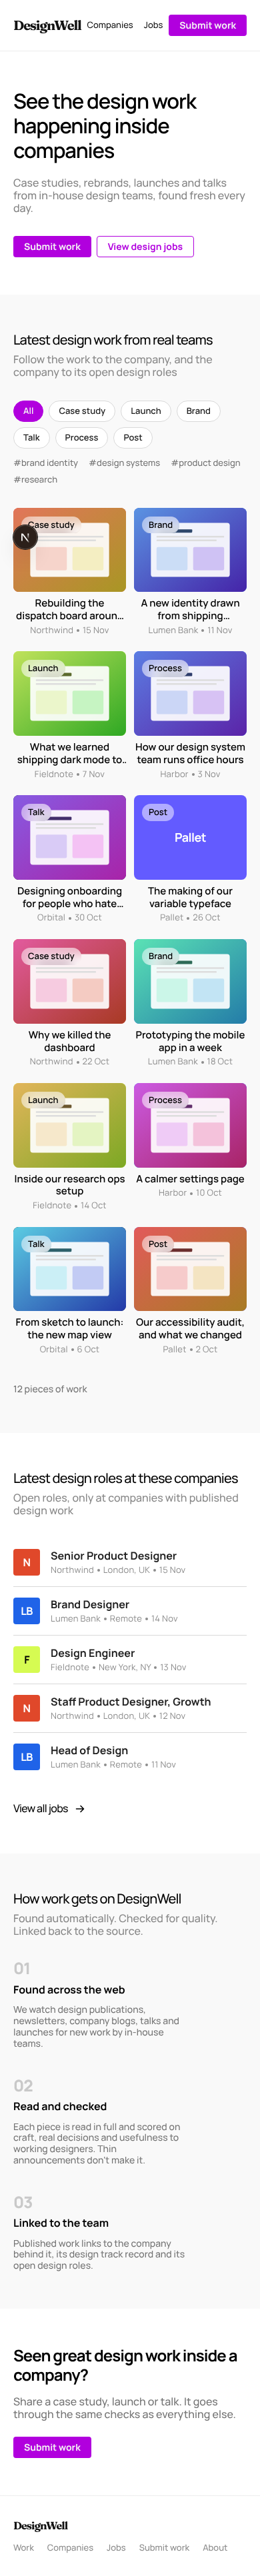 DesignWell Companies Jobs Submit work
See the design work
happening inside
companies
Case studies, rebrands, launches and talks
from in-house design teams, found fresh every
day.
Submit work View design jobs
Latest design work from real teams
Follow the work to the company, and the
company to its open design roles
All Case study Launch Brand
Talk Process Post
#brand identity #design systems #product design
#research
Case study
N
Rebuilding the
dispatch board aroun...
Northwind • 15 Nov
Brand
A new identity drawn
from shipping...
Lumen Bank • 11 Nov
Launch
What we learned
shipping dark mode to...
Fieldnote • 7 Nov
Process
How our design system
team runs office hours
Harbor • 3 Nov
Talk
Designing onboarding
for people who hate...
Orbital • 30 Oct
Post
Pallet
The making of our
variable typeface
Pallet • 26 Oct
Case study
Why we killed the
dashboard
Northwind • 22 Oct
Brand
Prototyping the mobile
app in a week
Lumen Bank • 18 Oct
Launch
Inside our research ops
setup
Fieldnote • 14 Oct
Process
A calmer settings page
Harbor • 10 Oct
Talk
From sketch to launch:
the new map view
Orbital • 6 Oct
Post
Our accessibility audit,
and what we changed
Pallet • 2 Oct
12 pieces of work
Latest design roles at these companies
Open roles, only at companies with published
design work
N
Senior Product Designer
Northwind • London, UK • 15 Nov
LB
Brand Designer
Lumen Bank • Remote • 14 Nov
F
Design Engineer
Fieldnote • New York, NY • 13 Nov
N
Staff Product Designer, Growth
Northwind • London, UK • 12 Nov
LB
Head of Design
Lumen Bank • Remote • 11 Nov
View all jobs →
How work gets on DesignWell
Found automatically. Checked for quality.
Linked back to the source.
01
Found across the web
We watch design publications,
newsletters, company blogs, talks and
launches for new work by in-house
teams.
02
Read and checked
Each piece is read in full and scored on
craft, real decisions and usefulness to
working designers. Thin
announcements don't make it.
03
Linked to the team
Published work links to the company
behind it, its design track record and its
open design roles.
Seen great design work inside a
company?
Share a case study, launch or talk. It goes
through the same checks as everything else.
Submit work
DesignWell
Work Companies Jobs Submit work About